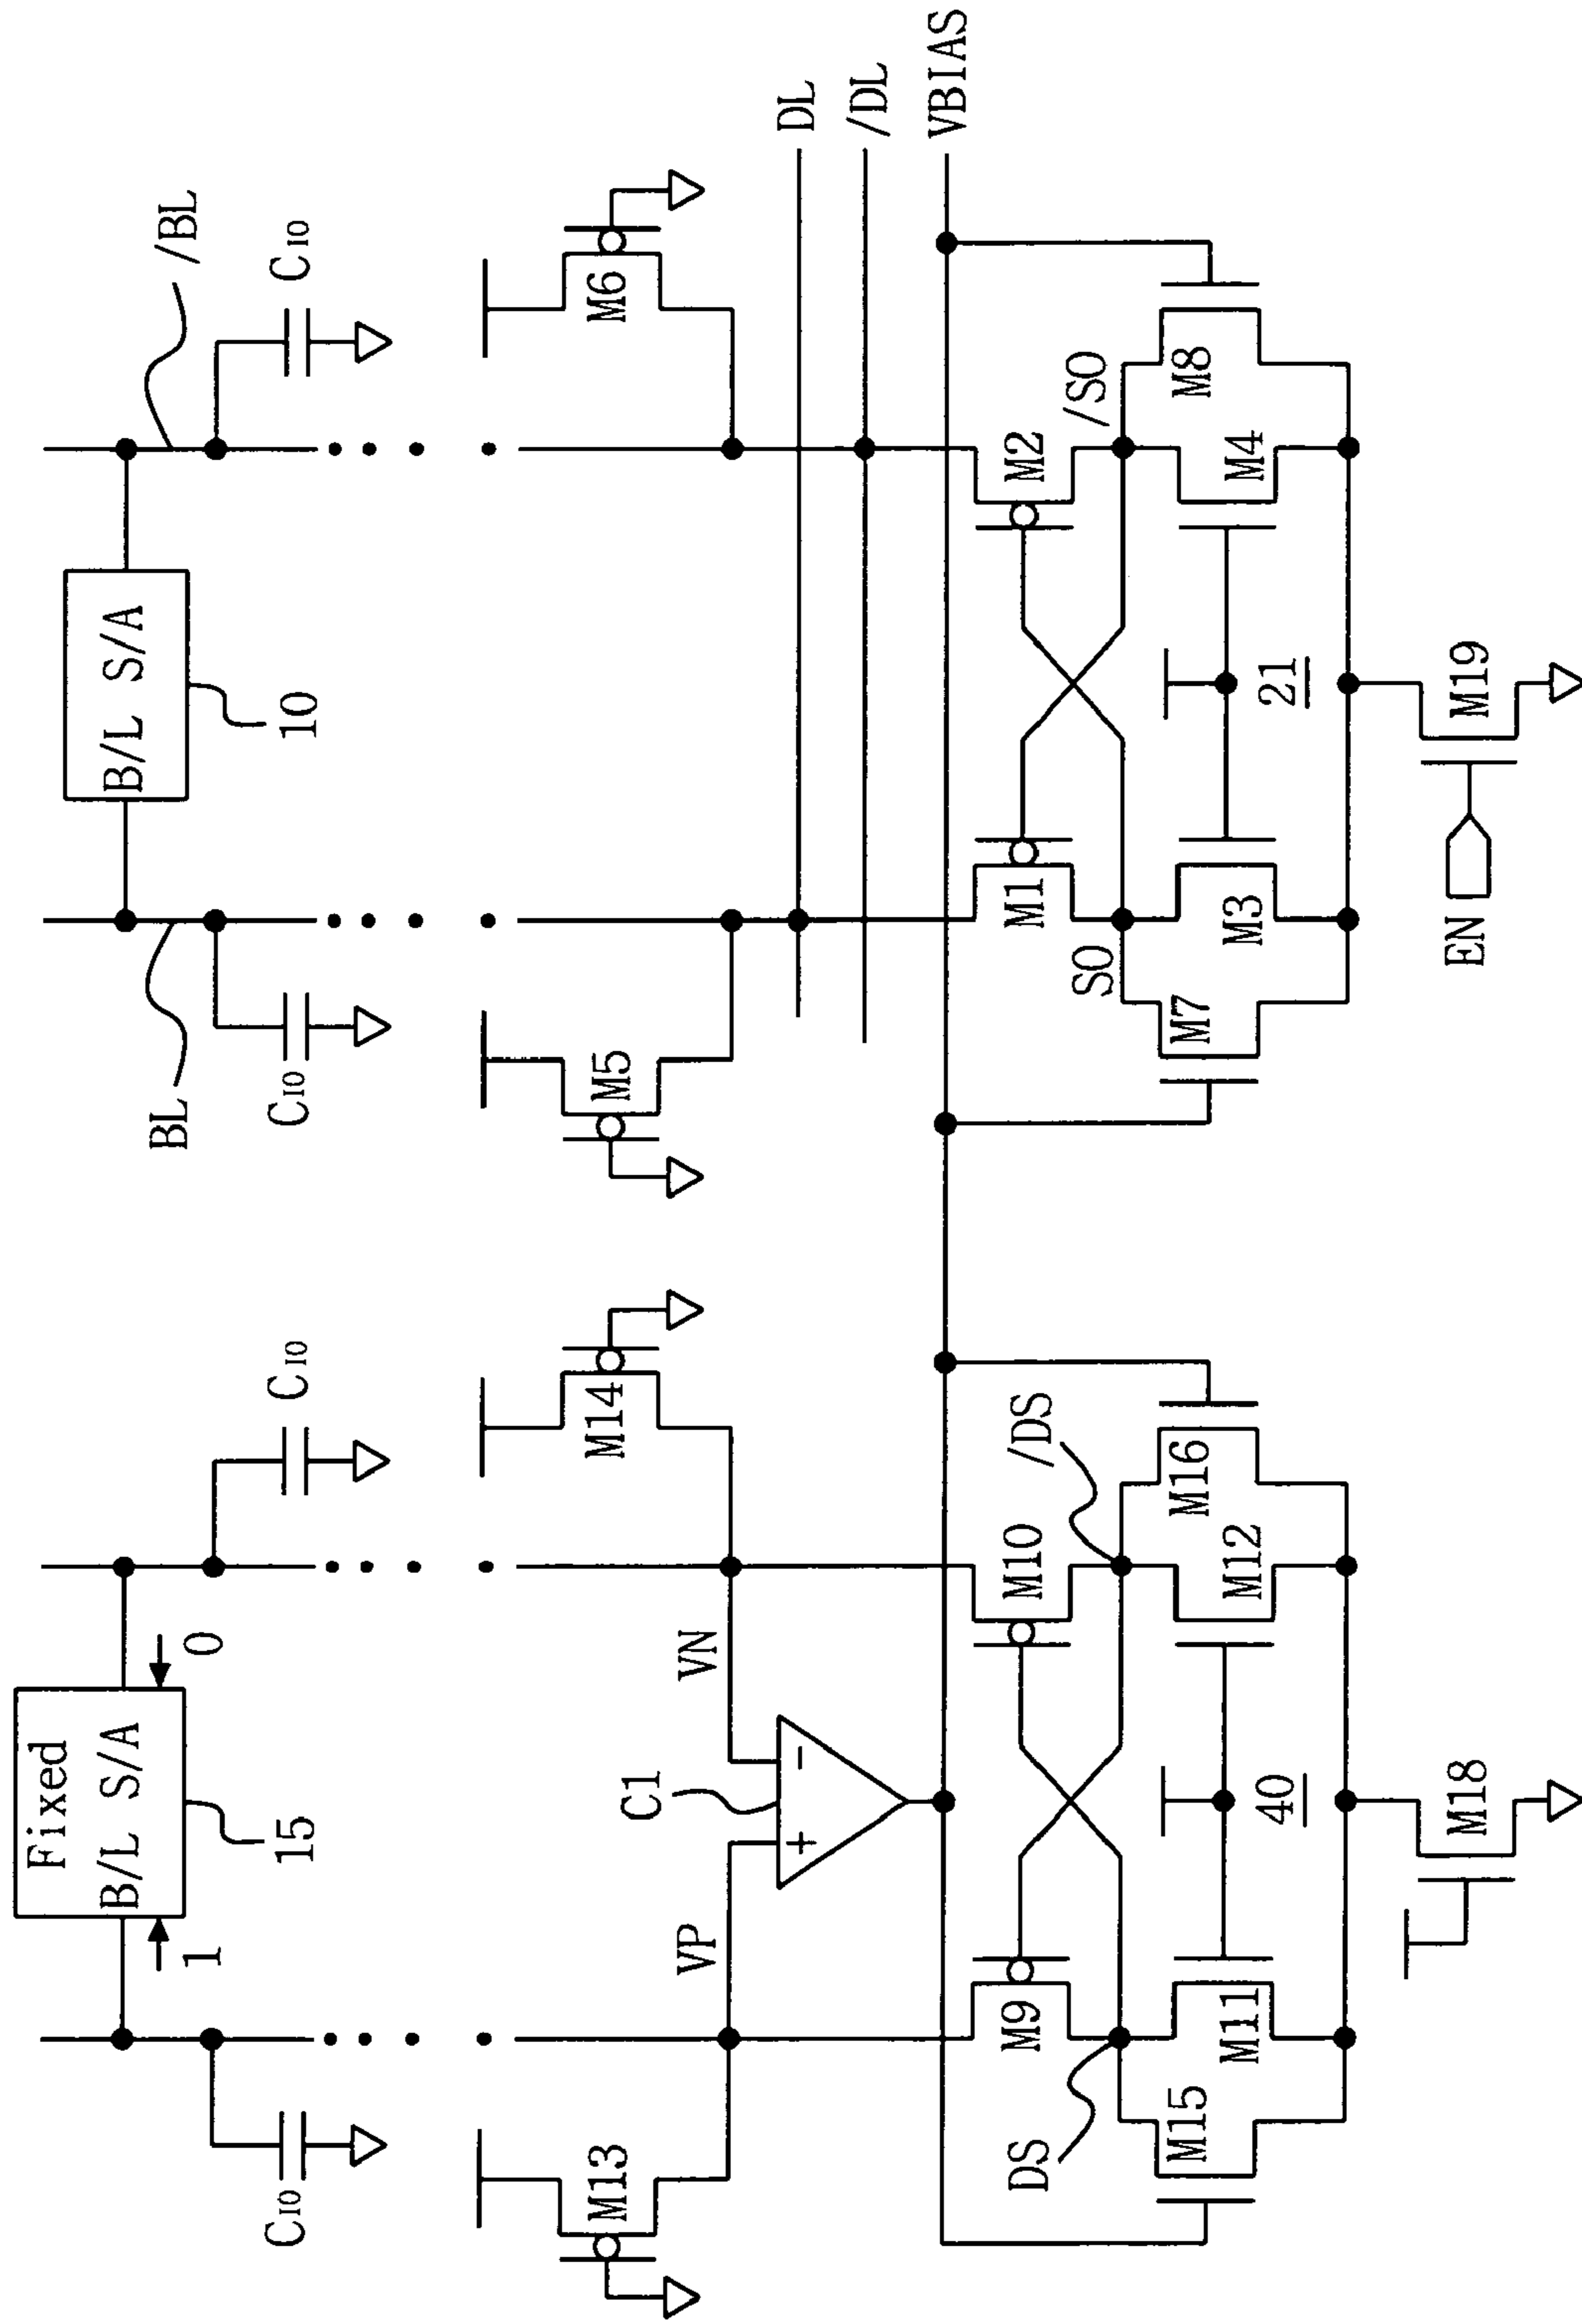 Fixed
B/L S/A
15
1
0
CIO
CIO
M13
M14
VP
VN
C1
M9
M10
DS
/DS
M15
M11
M12
M16
40
M18
B/L S/A
10
BL
/BL
CIO
CIO
M5
M6
DL
/DL
VBIAS
M1
M2
SO
/SO
M7
M3
M4
M8
21
M19
EN